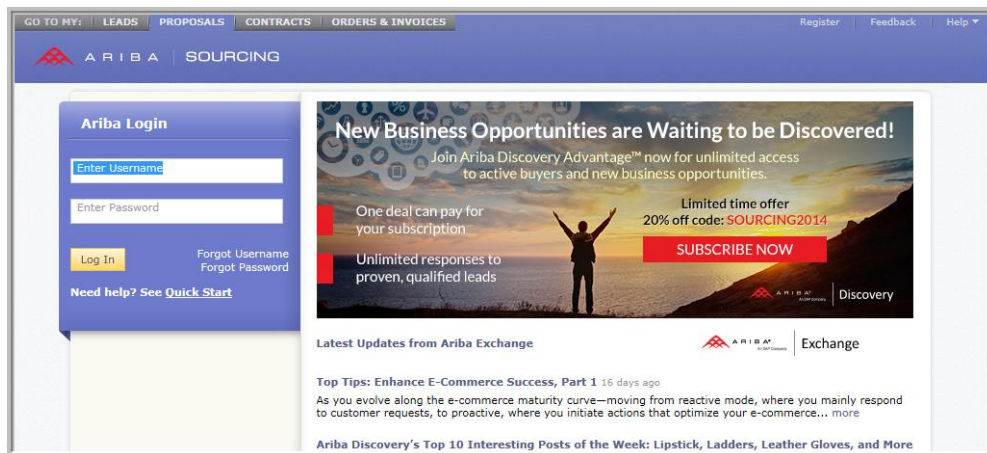 GO TO MY: LEADS PROPOSALS CONTRACTS ORDERS & INVOICES Register Feedback Help
ARIBA SOURCING
Ariba Login
Enter Username
Enter Password
Log In
Forgot Username
Forgot Password
Need help? See Quick Start
New Business Opportunities are Waiting to be Discovered!
Join Ariba Discovery Advantage™ now for unlimited access
to active buyers and new business opportunities.
One deal can pay for
your subscription
Unlimited responses to
proven, qualified leads
Limited time offer
20% off code: SOURCING2014
SUBSCRIBE NOW
ARIBA Discovery
An SAP Company
Latest Updates from Ariba Exchange
ARIBA Exchange
An SAP Company
Top Tips: Enhance E-Commerce Success, Part 1 16 days ago
As you evolve along the e-commerce maturity curve—moving from reactive mode, where you mainly respond
to customer requests, to proactive, where you initiate actions that optimize your e-commerce... more
Ariba Discovery's Top 10 Interesting Posts of the Week: Lipstick, Ladders, Leather Gloves, and More